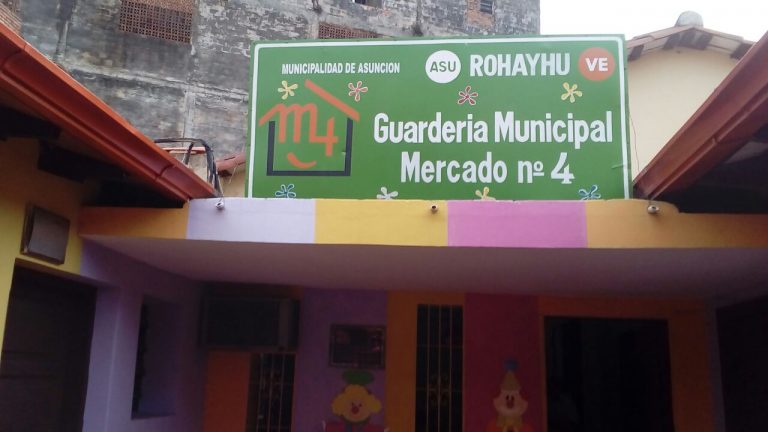 MUNICIPALIDAD DE ASUNCION
ASU ROHAYHU VE
m4
Guarderia Municipal
Mercado nº 4